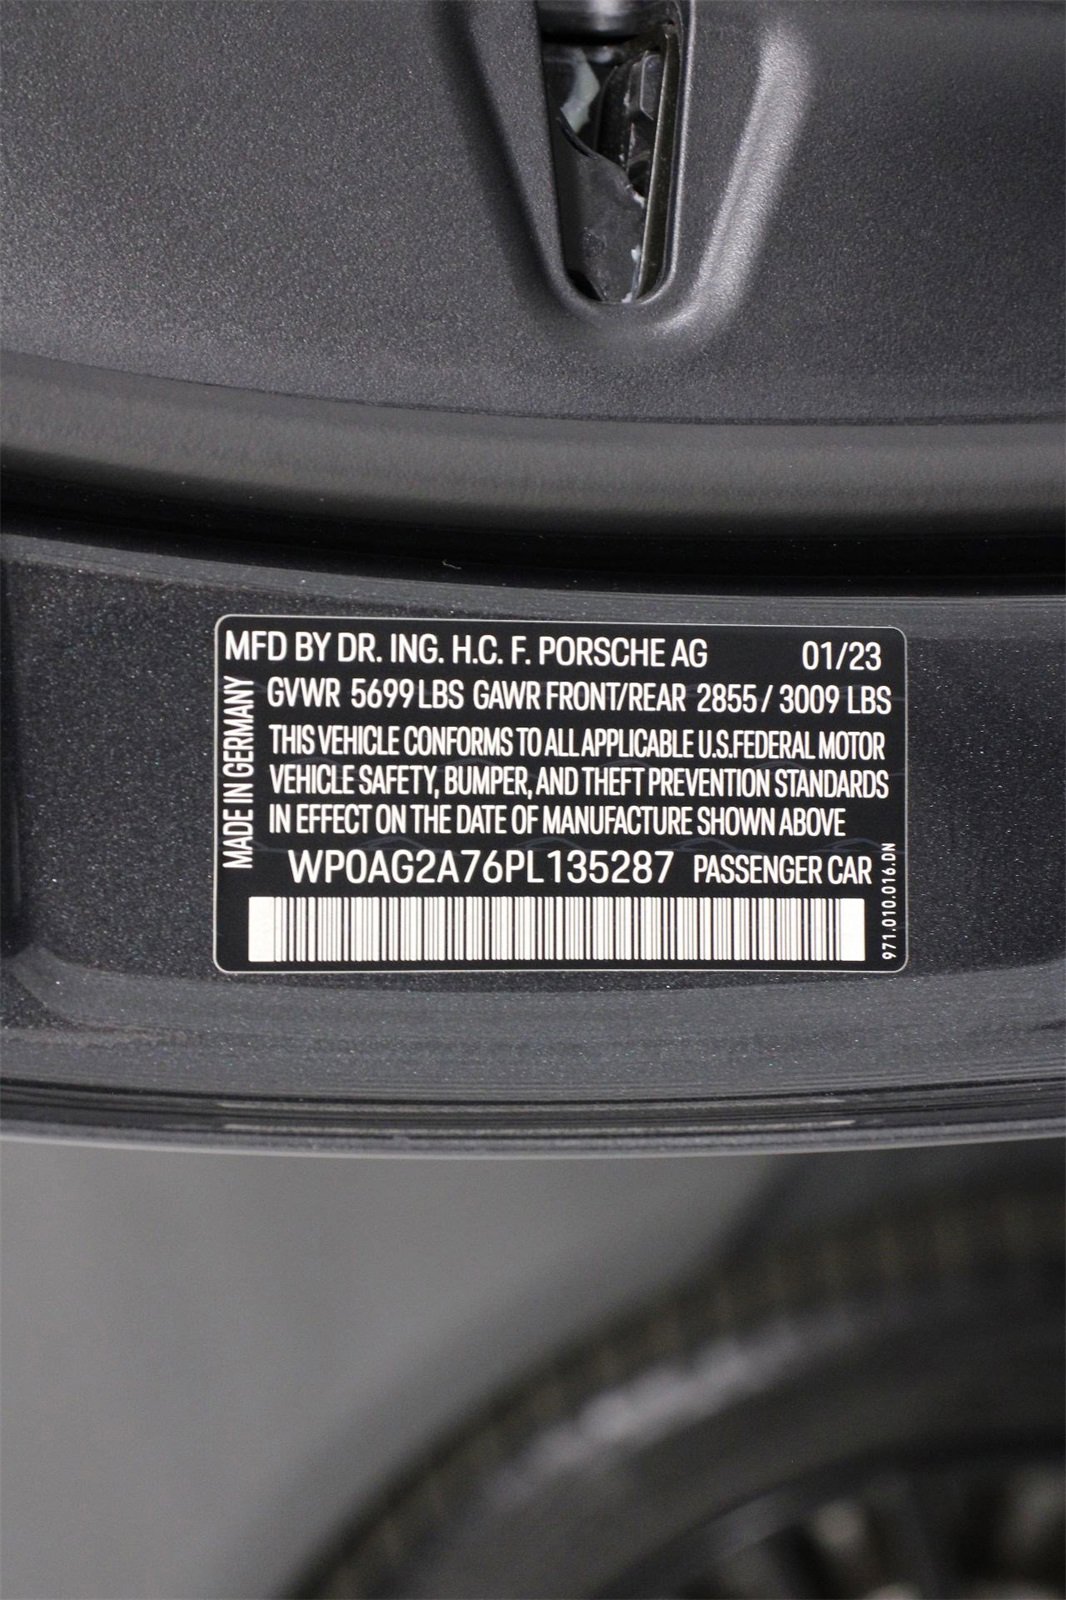 MFD BY DR. ING. H.C. F. PORSCHE AG 01/23
GVWR 5699 LBS GAWR FRONT/REAR 2855 / 3009 LBS
THIS VEHICLE CONFORMS TO ALL APPLICABLE U.S.FEDERAL MOTOR
VEHICLE SAFETY, BUMPER, AND THEFT PREVENTION STANDARDS
IN EFFECT ON THE DATE OF MANUFACTURE SHOWN ABOVE
WP0AG2A76PL135287 PASSENGER CAR
MADE IN GERMANY
971.010.016.DN